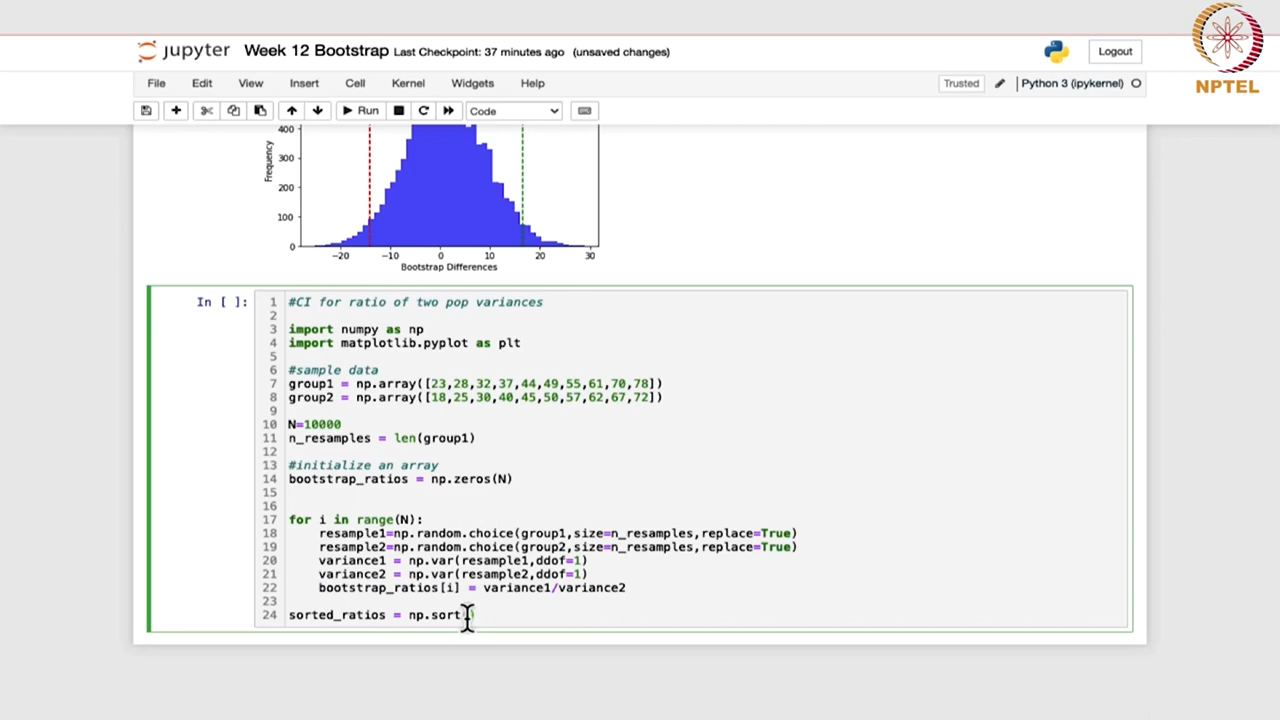 jupyter Week 12 Bootstrap Last Checkpoint: 37 minutes ago (unsaved changes)
Logout
NPTEL
File Edit View Insert Cell Kernel Widgets Help
Trusted Python 3 (ipykernel)
Run Code
400
300
200
100
0
Frequency
−20 −10 0 10 20 30
Bootstrap Differences
In [ ]:
1 #CI for ratio of two pop variances
2
3 import numpy as np
4 import matplotlib.pyplot as plt
5
6 #sample data
7 group1 = np.array([23,28,32,37,44,49,55,61,70,78])
8 group2 = np.array([18,25,30,40,45,50,57,62,67,72])
9
10 N=10000
11 n_resamples = len(group1)
12
13 #initialize an array
14 bootstrap_ratios = np.zeros(N)
15
16
17 for i in range(N):
18 resample1=np.random.choice(group1,size=n_resamples,replace=True)
19 resample2=np.random.choice(group2,size=n_resamples,replace=True)
20 variance1 = np.var(resample1,ddof=1)
21 variance2 = np.var(resample2,ddof=1)
22 bootstrap_ratios[i] = variance1/variance2
23
24 sorted_ratios = np.sort()